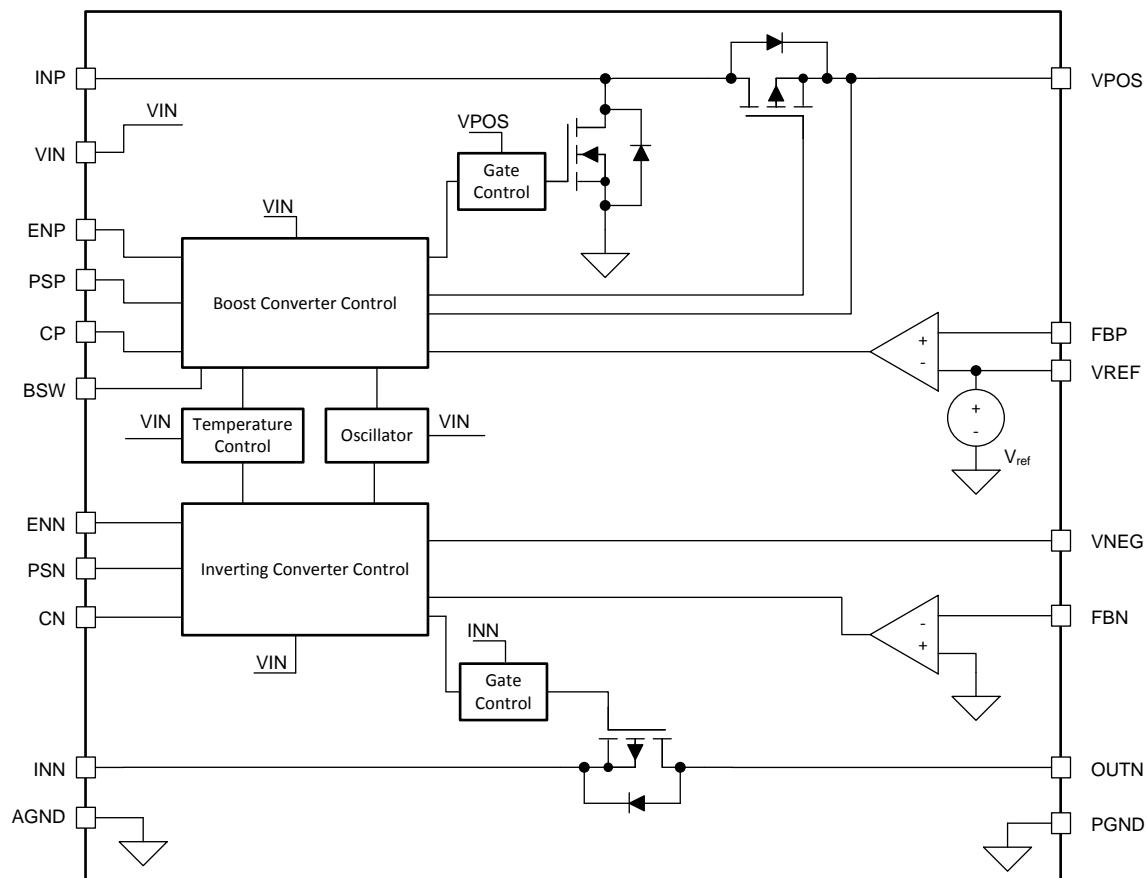 INP
VPOS
VIN
VIN
VPOS
Gate
Control
VIN
ENP
PSP
Boost Converter Control
CP
BSW
+
-
FBP
VREF
+
-
V_ref
VIN
Temperature
Control
Oscillator
VIN
ENN
VNEG
PSN
Inverting Converter Control
CN
-
+
FBN
VIN
INN
Gate
Control
INN
OUTN
AGND
PGND